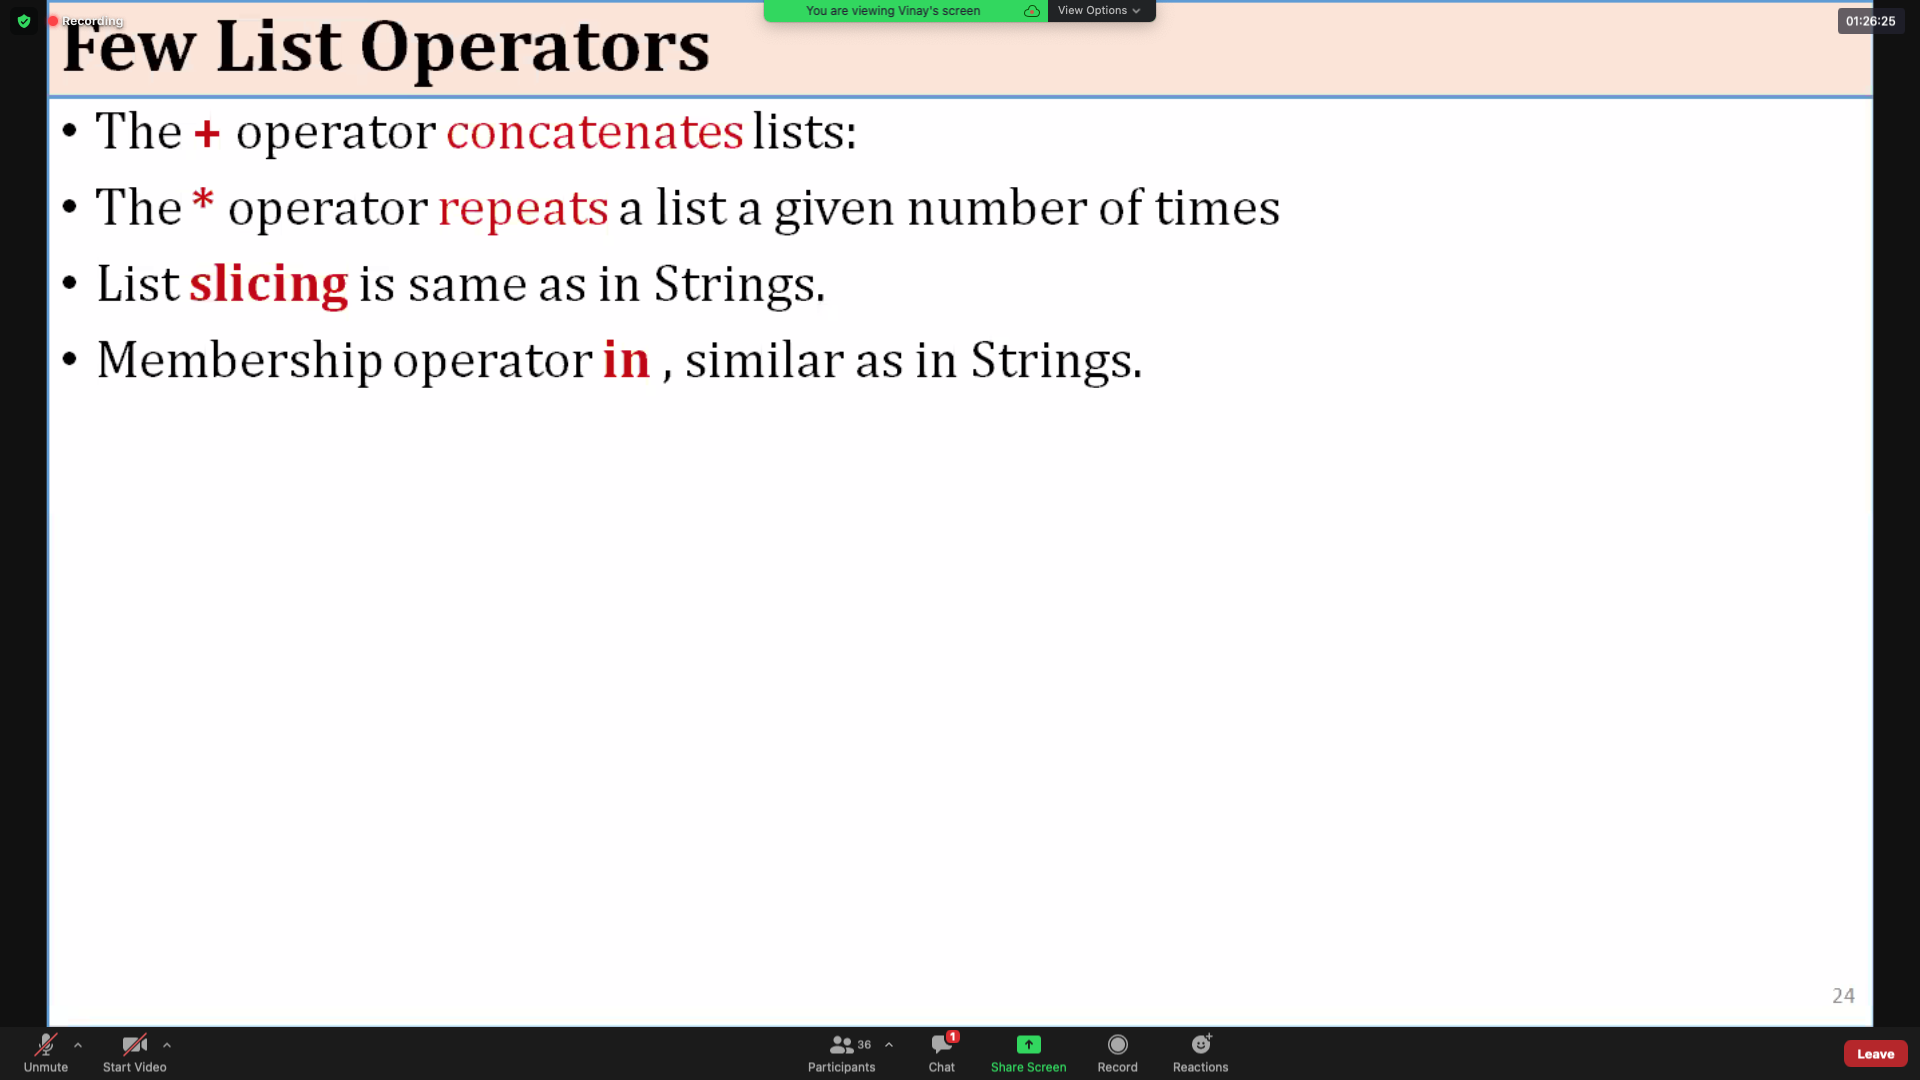 Recording
You are viewing Vinay's screen
View Options
01:26:25
Few List Operators
• The + operator concatenates lists:
• The * operator repeats a list a given number of times
• List slicing is same as in Strings.
• Membership operator in , similar as in Strings.
24
Unmute
Start Video
36
Participants
1
Chat
Share Screen
Record
Reactions
Leave